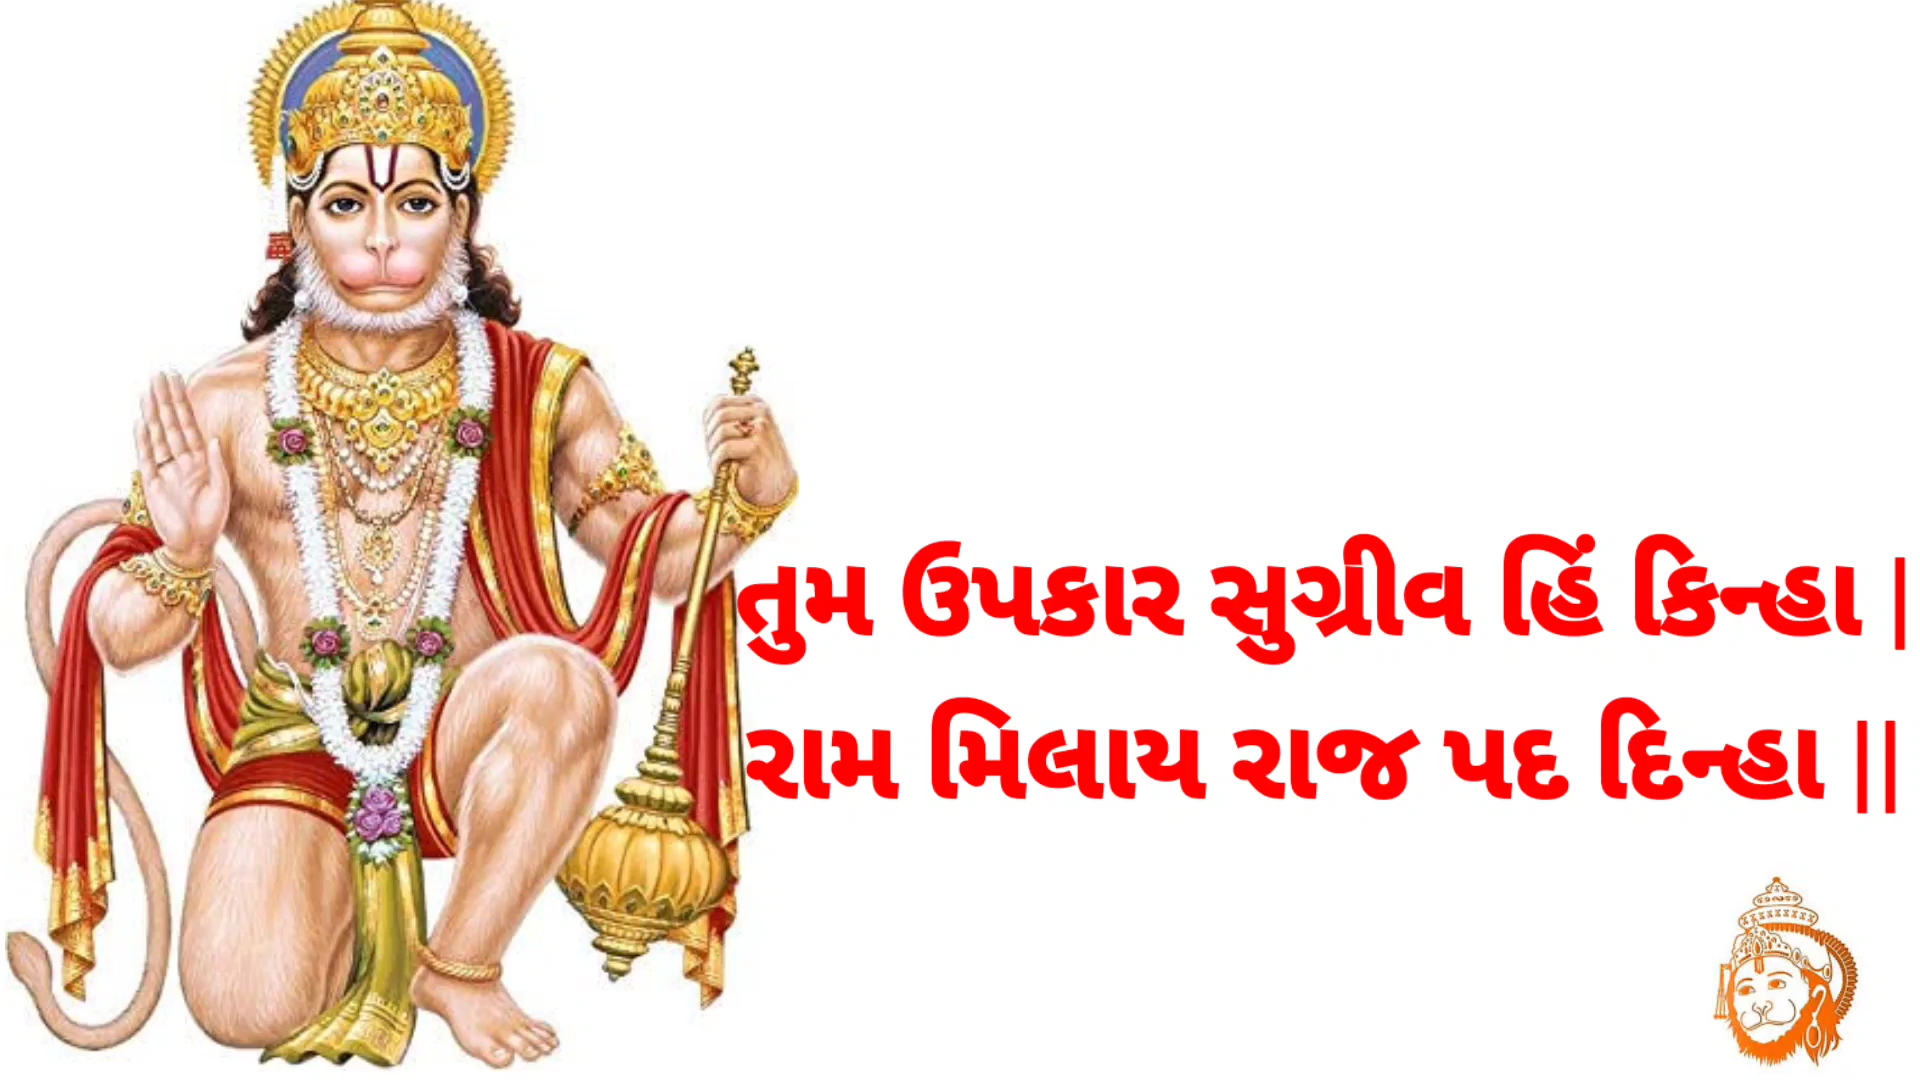 તુમ ઉપકાર સુગ્રીવ હિં કિન્હા |
રામ મિલાય રાજ પદ દિન્હા ||